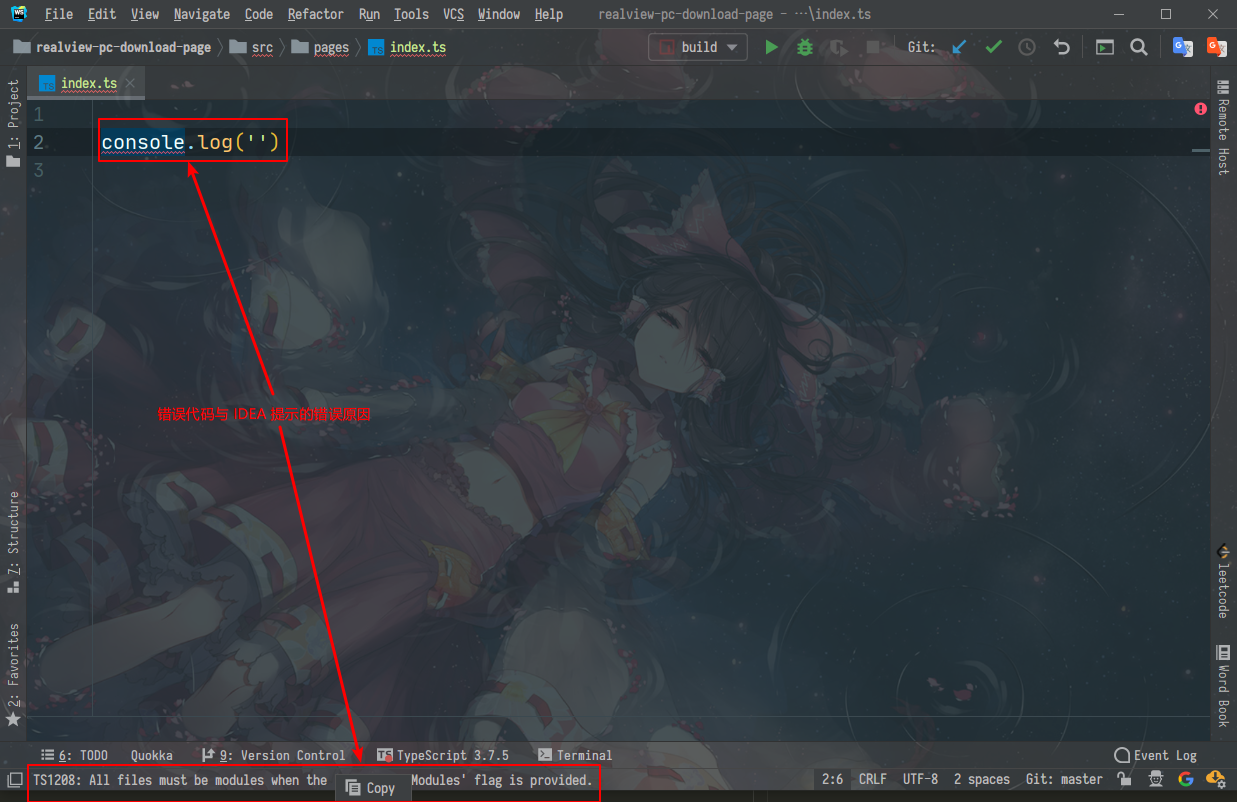 WS File Edit View Navigate Code Refactor Run Tools VCS Window Help realview-pc-download-page - ···\index.ts
realview-pc-download-page src pages TS index.ts build Git:
TS index.ts
1: Project
Remote Host
1
2 console.log('')
3
错误代码与 IDEA 提示的错误原因
7: Structure
leetcode
2: Favorites
Word Book
6: TODO Quokka 9: Version Control TS TypeScript 3.7.5 Terminal Event Log
TS1208: All files must be modules when the Modules' flag is provided. 2:6 CRLF UTF-8 2 spaces Git: master
Copy